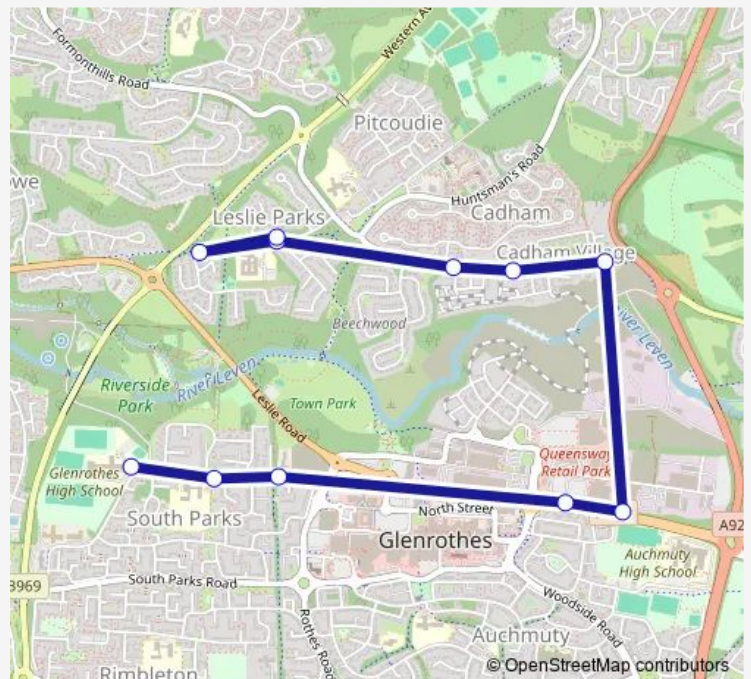 Formonthills Road
Western Av
Pitcoudie
Huntsman's Road
owe
Leslie Parks
Cadham
Cadham Village
Beechwood
River Leven
Riverside
Park
River Leven
Town Park
Leslie Road
Queensway
Retail Park
Glenrothes
High School
North Street
South Parks
Glenrothes
A92
Auchmuty
High School
B969
South Parks Road
Woodside Road
Rothes Road
Auchmuty
Rimbleton
© OpenStreetMap contributors